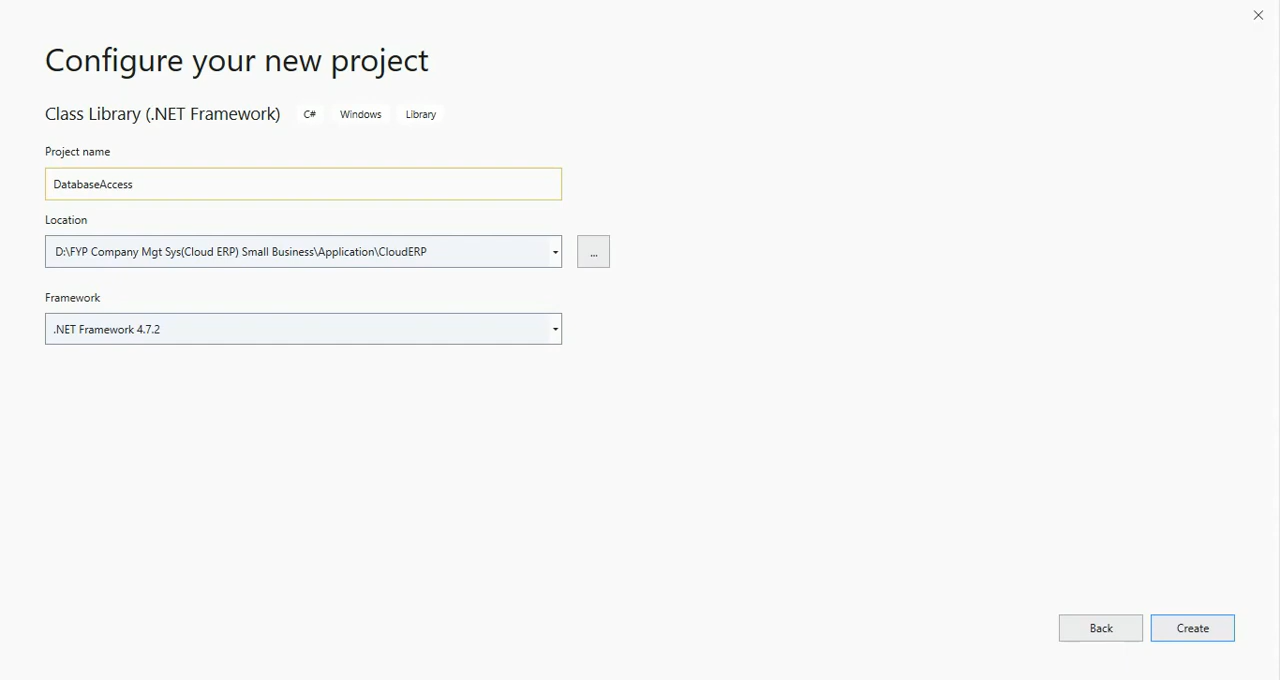 Configure your new project
Class Library (.NET Framework) C# Windows Library
Project name
DatabaseAccess
Location
D:\FYP Company Mgt Sys(Cloud ERP) Small Business\Application\CloudERP
...
Framework
.NET Framework 4.7.2
Back Create